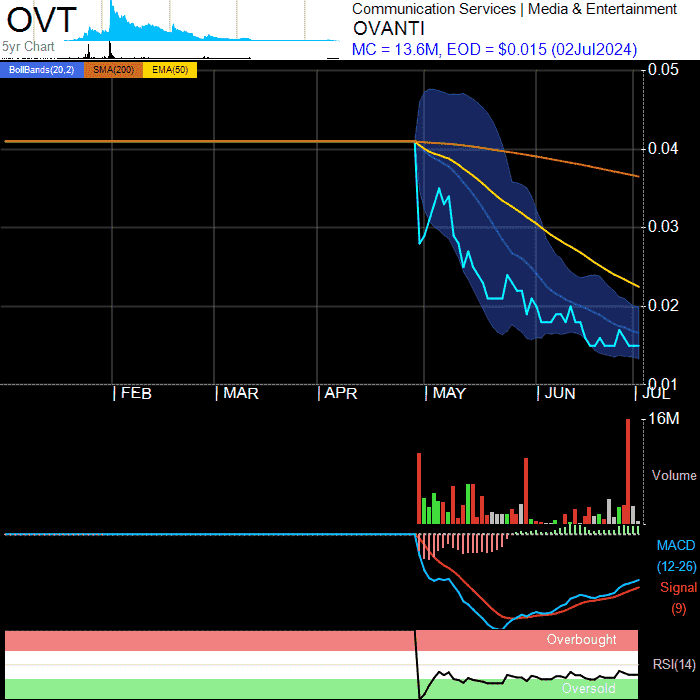 OVT
5yr Chart
Communication Services | Media & Entertainment
OVANTI
MC = 13.6M, EOD = $0.015 (02Jul2024)
BollBands(20,2) SMA(200) EMA(50)
0.05
0.04
0.03
0.02
0.01
FEB MAR APR MAY JUN JUL
16M
Volume
MACD
(12-26)
Signal
(9)
Overbought
RSI(14)
Oversold